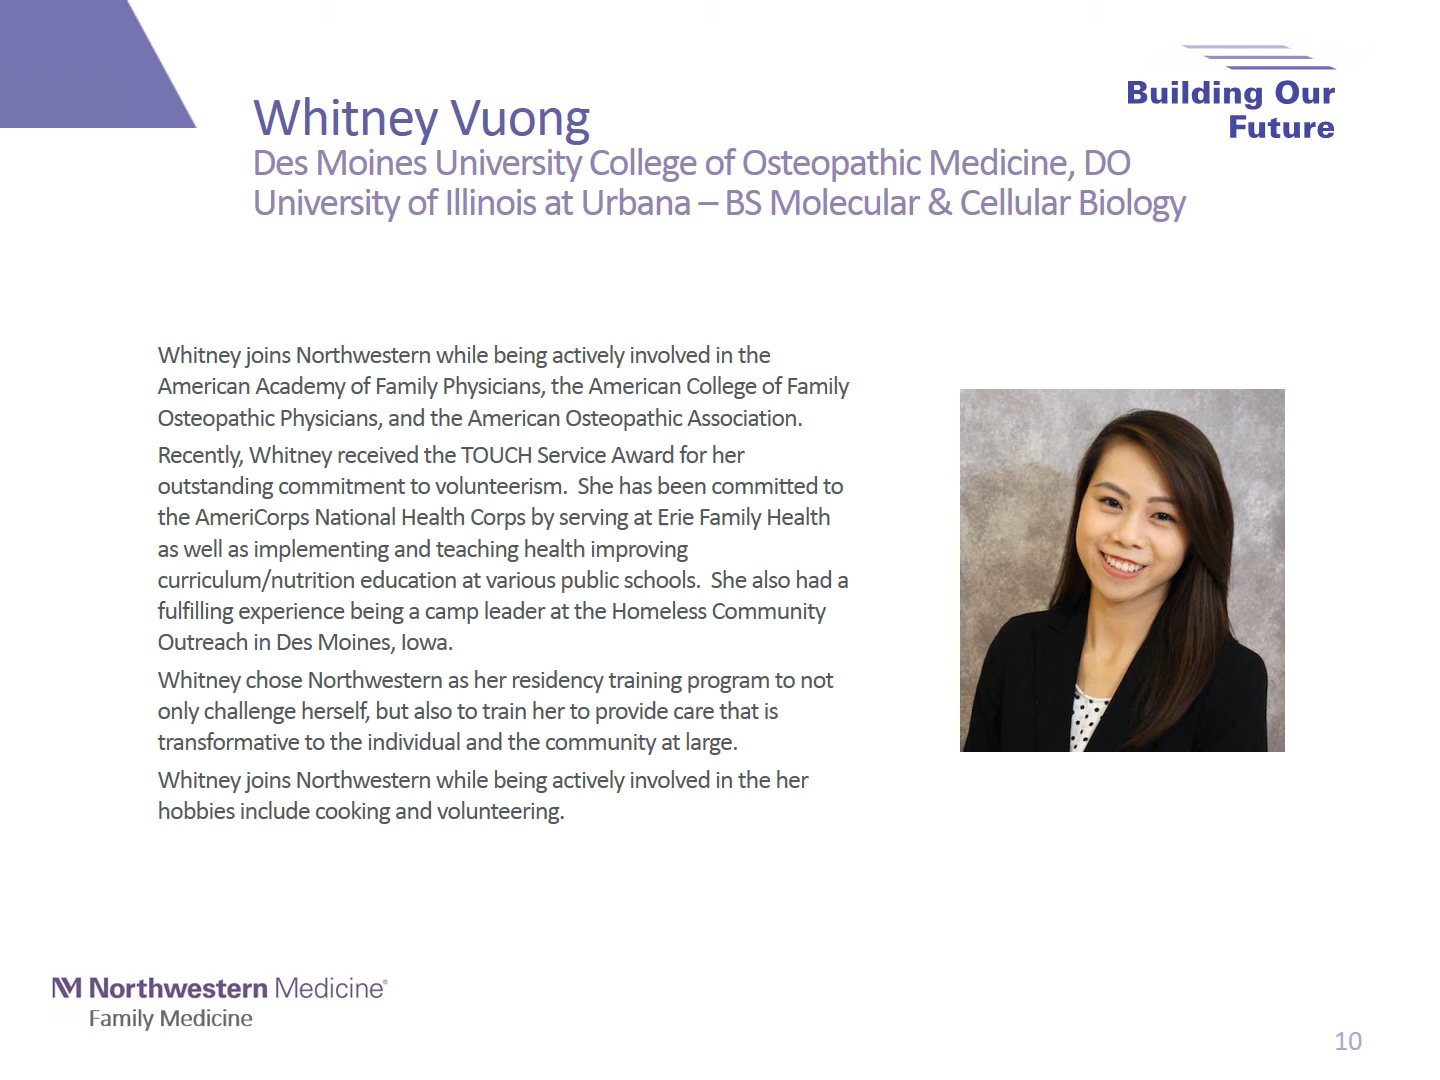 Building Our
Future
Whitney Vuong
Des Moines University College of Osteopathic Medicine, DO
University of Illinois at Urbana – BS Molecular & Cellular Biology
Whitney joins Northwestern while being actively involved in the
American Academy of Family Physicians, the American College of Family
Osteopathic Physicians, and the American Osteopathic Association.
Recently, Whitney received the TOUCH Service Award for her
outstanding commitment to volunteerism.  She has been committed to
the AmeriCorps National Health Corps by serving at Erie Family Health
as well as implementing and teaching health improving
curriculum/nutrition education at various public schools.  She also had a
fulfilling experience being a camp leader at the Homeless Community
Outreach in Des Moines, Iowa.
Whitney chose Northwestern as her residency training program to not
only challenge herself, but also to train her to provide care that is
transformative to the individual and the community at large.
Whitney joins Northwestern while being actively involved in the her
hobbies include cooking and volunteering.
NM Northwestern Medicine®
Family Medicine
10